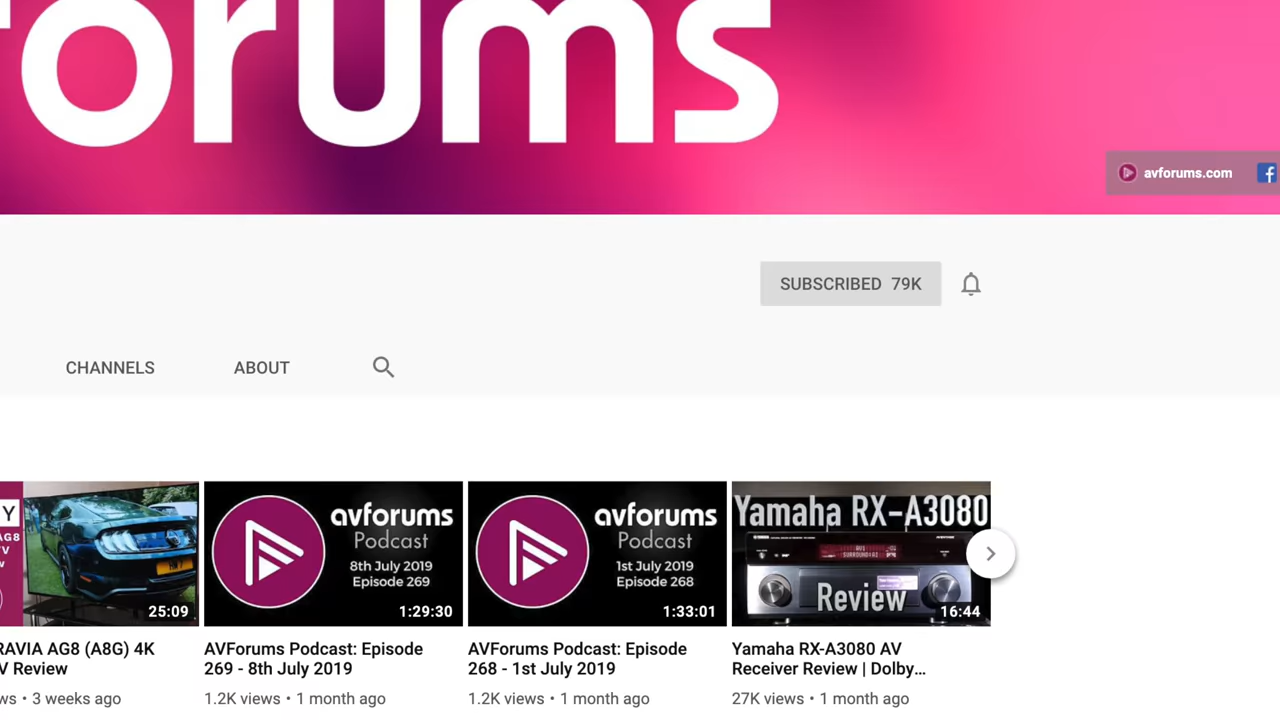 forums
avforums.com
SUBSCRIBED 79K
CHANNELS
ABOUT
Y
AG8
25:09
avforums
Podcast
8th July 2019
Episode 269
1:29:30
avforums
Podcast
1st July 2019
Episode 268
1:33:01
Yamaha RX-A3080
Review
16:44
RAVIA AG8 (A8G) 4K
V Review
ws • 3 weeks ago
AVForums Podcast: Episode
269 - 8th July 2019
1.2K views • 1 month ago
AVForums Podcast: Episode
268 - 1st July 2019
1.2K views • 1 month ago
Yamaha RX-A3080 AV
Receiver Review | Dolby...
27K views • 1 month ago